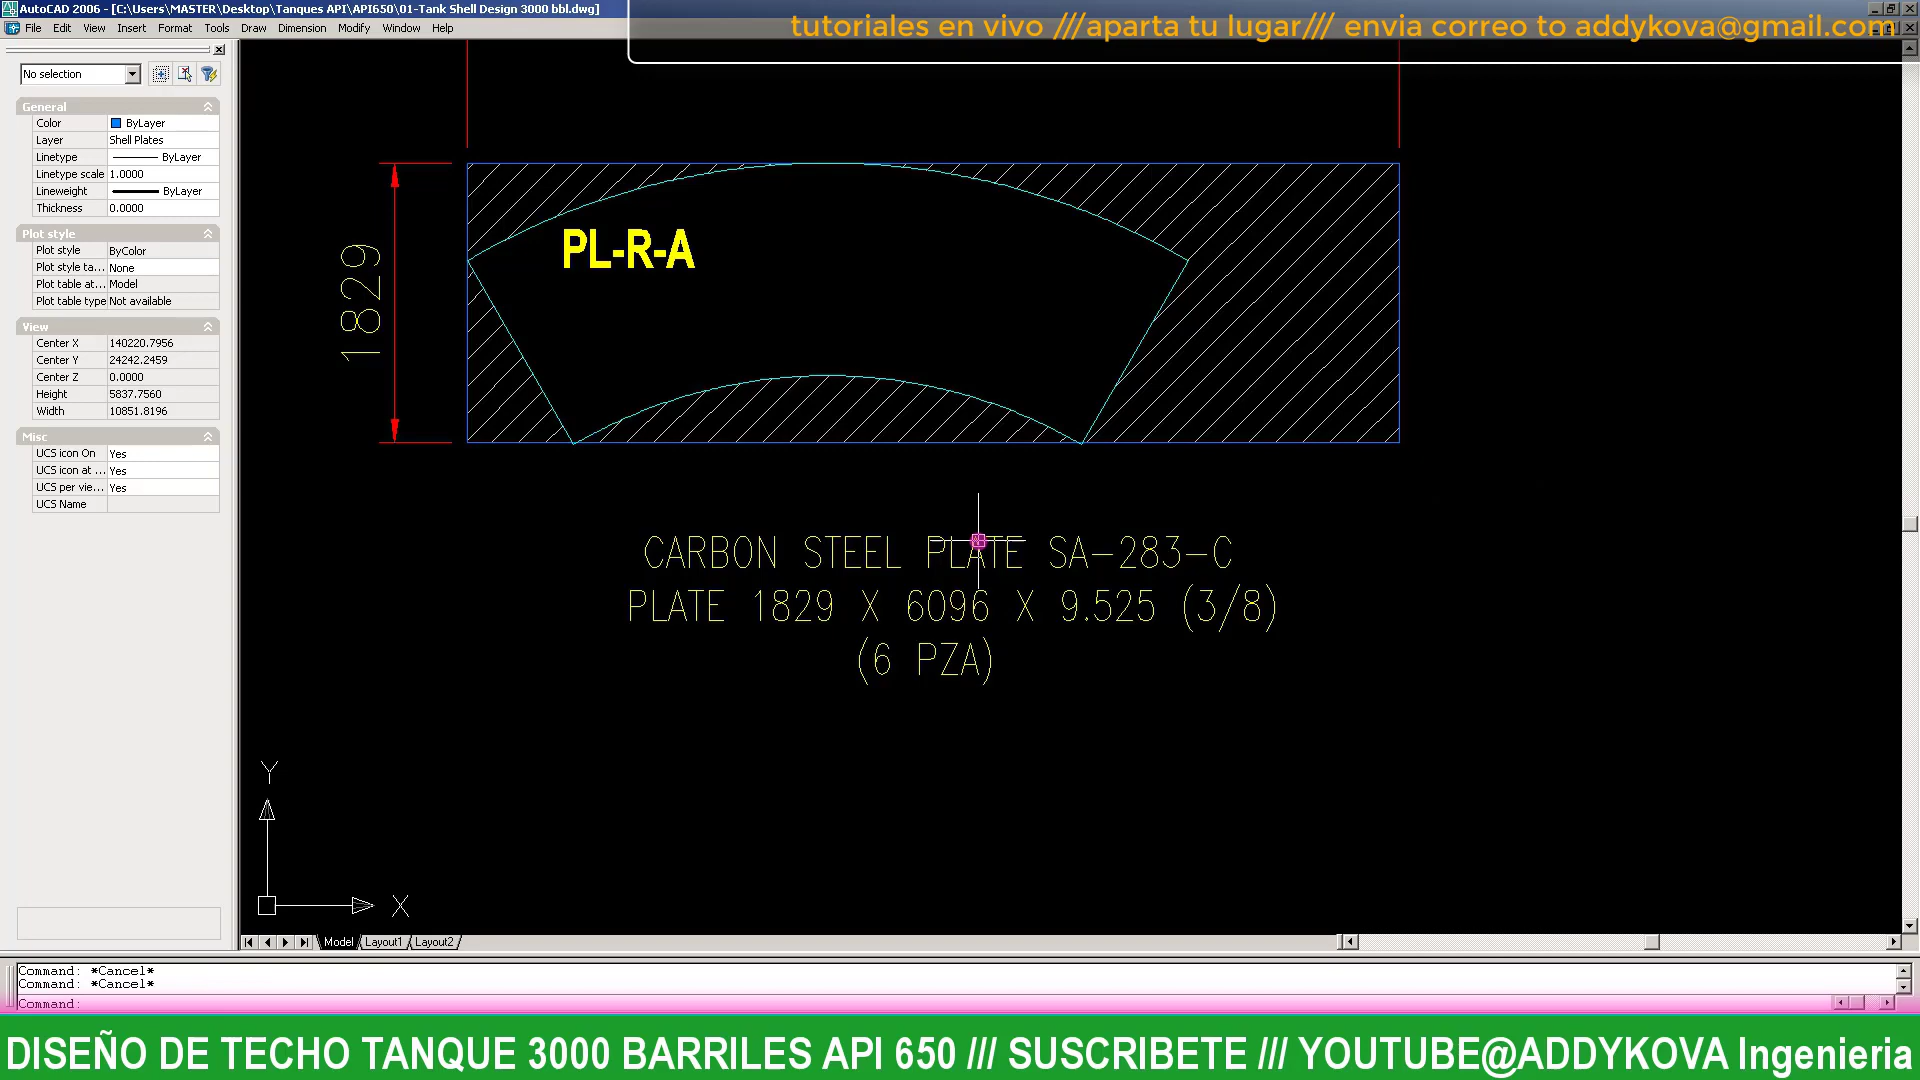 AutoCAD 2006 - [C:\Users\MASTER\Desktop\Tanques API\API650\01-Tank Shell Design 3000 bbl.dwg]
tutoriales en vivo ///aparta tu lugar/// envia correo to addykova@gmail.com
File Edit View Insert Format Tools Draw Dimension Modify Window Help
No selection
General
Color ByLayer
Layer Shell Plates
Linetype ByLayer
Linetype scale 1.0000
Lineweight ByLayer
Thickness 0.0000
Plot style
Plot style ByColor
Plot style ta... None
Plot table at... Model
Plot table type Not available
View
Center X 140220.7956
Center Y 24242.2459
Center Z 0.0000
Height 5837.7560
Width 10851.8196
Misc
UCS icon On Yes
UCS icon at ... Yes
UCS per vie... Yes
UCS Name
1829
PL-R-A
CARBON STEEL PLATE SA-283-C
PLATE 1829 X 6096 X 9.525 (3/8)
(6 PZA)
Y
X
Model Layout1 Layout2
Command: *Cancel*
Command: *Cancel*
Command:
DISEÑO DE TECHO TANQUE 3000 BARRILES API 650 /// SUSCRIBETE /// YOUTUBE@ADDYKOVA Ingenieria